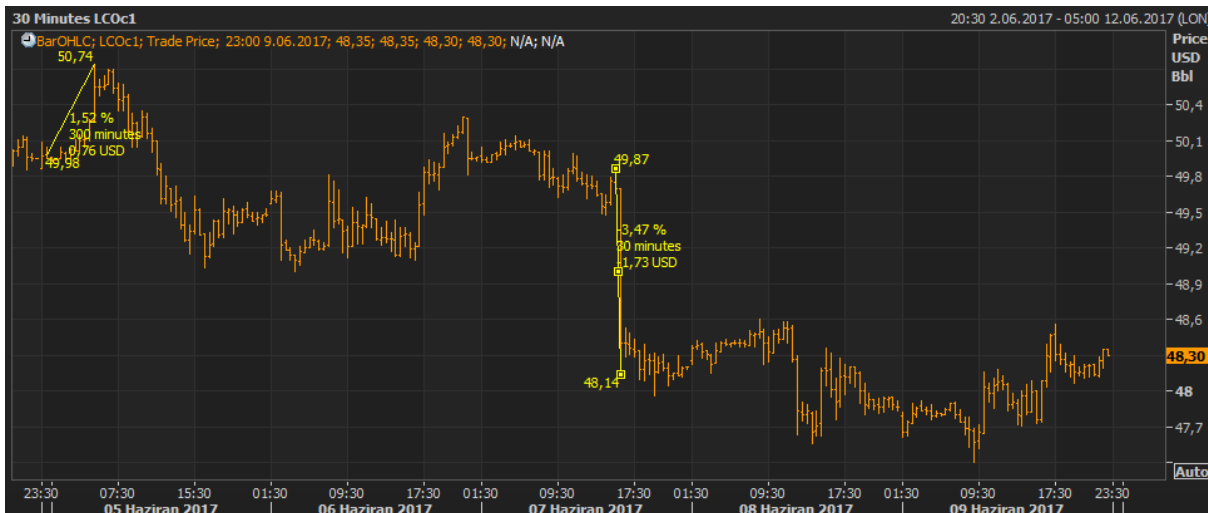 30 Minutes LCOc1
20:30 2.06.2017 - 05:00 12.06.2017 (LON)
BarOHLC; LCOc1; Trade Price; 23:00 9.06.2017; 48,35; 48,35; 48,30; 48,30; N/A; N/A
Price
USD
Bbl
50,74
1,52 %
300 minutes
0,76 USD
49,98
49,87
-3,47 %
30 minutes
-1,73 USD
48,14
50,4
50,1
49,8
49,5
49,2
48,9
48,6
48,30
48
47,7
Auto
23:30 07:30 15:30 01:30 09:30 17:30 01:30 09:30 17:30 01:30 09:30 17:30 01:30 09:30 17:30 23:30
05 Haziran 2017 06 Haziran 2017 07 Haziran 2017 08 Haziran 2017 09 Haziran 2017